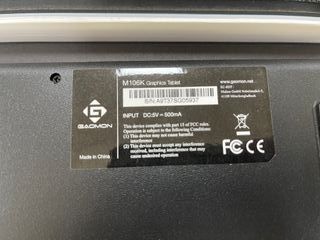 M106K Graphics Tablet
www.gaomon.net
S/N:A9T37SG05937
INPUT DC:5V⎓500mA
This device complies with part 15 of FCC rules.
Operation is subject to the following Conditions:
(1) This device may not cause harmful
interference
(2) This device must accept any interference
received, including interference that may
cause undesired operation
GAOMON
Made in China
FC CE